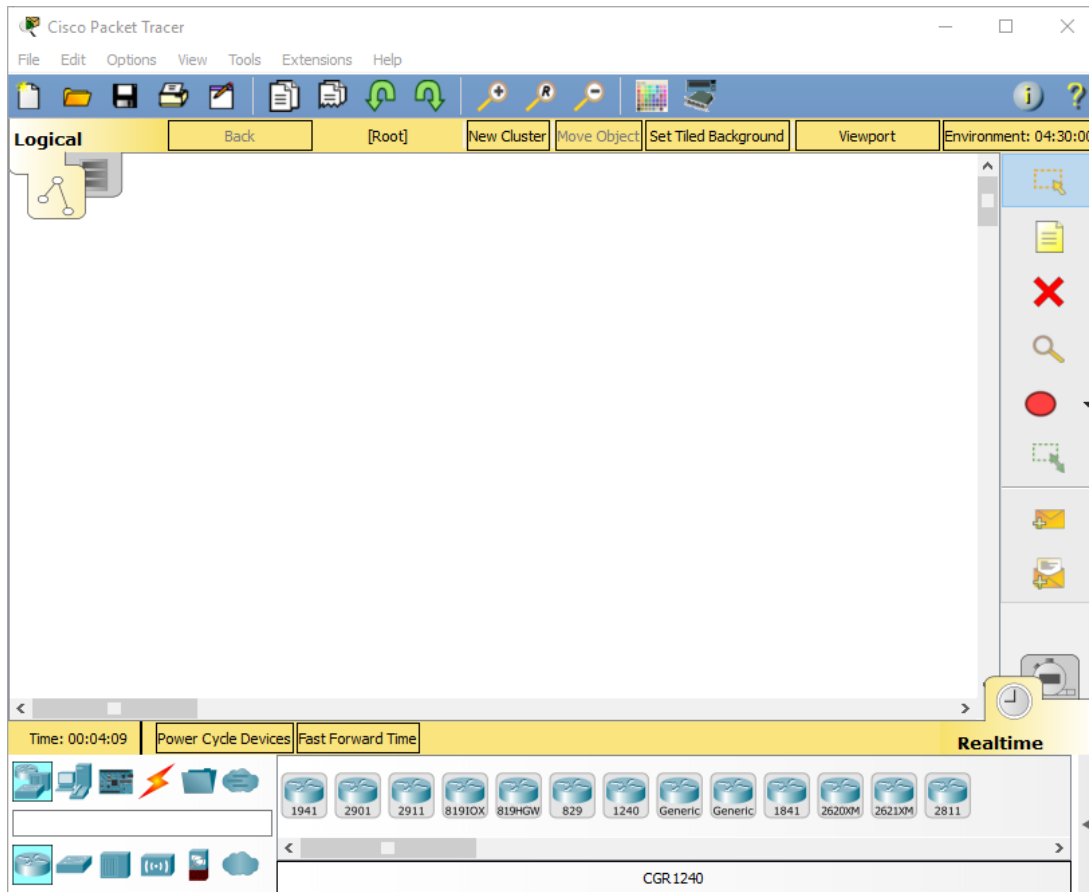 Cisco Packet Tracer
File Edit Options View Tools Extensions Help
R i ?
Logical Back [Root] New Cluster Move Object Set Tiled Background Viewport Environment: 04:30:00
Time: 00:04:09 Power Cycle Devices Fast Forward Time Realtime
1941 2901 2911 819IOX 819HGW 829 1240 Generic Generic 1841 2620XM 2621XM 2811
CGR1240